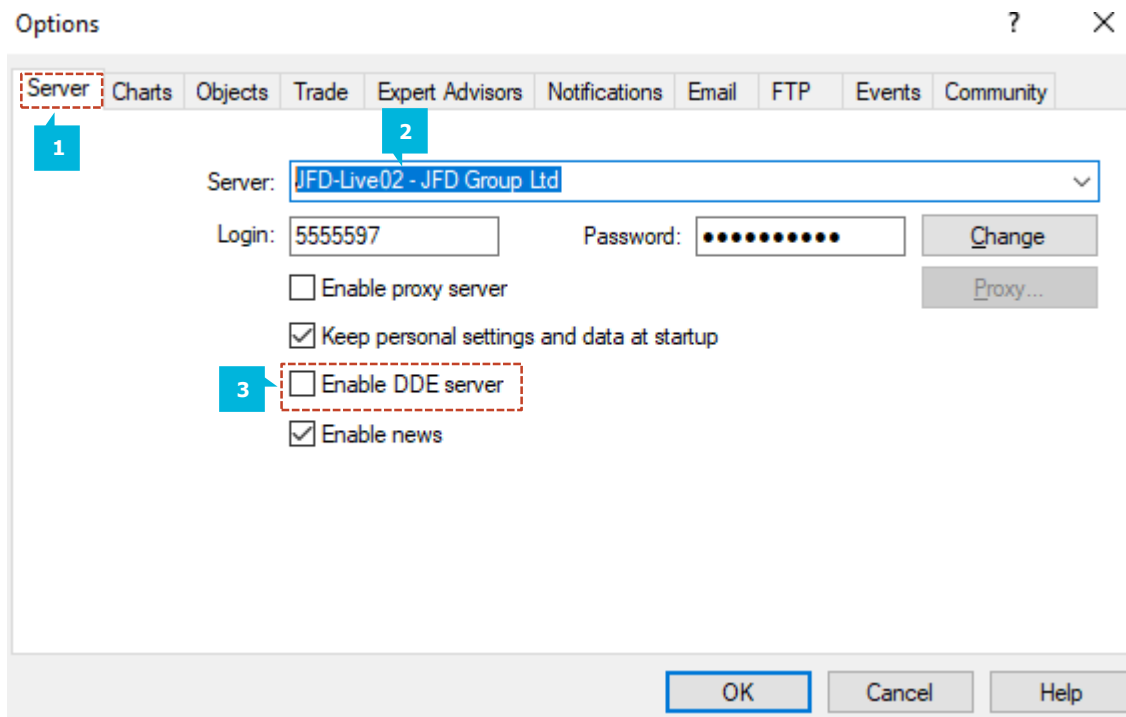 Options ?
Server Charts Objects Trade Expert Advisors Notifications Email FTP Events Community
1
2
Server: JFD-Live02 - JFD Group Ltd
Login: 5555597 Password: ●●●●●●●●●● Change
Enable proxy server Proxy...
Keep personal settings and data at startup
3 Enable DDE server
Enable news
OK Cancel Help